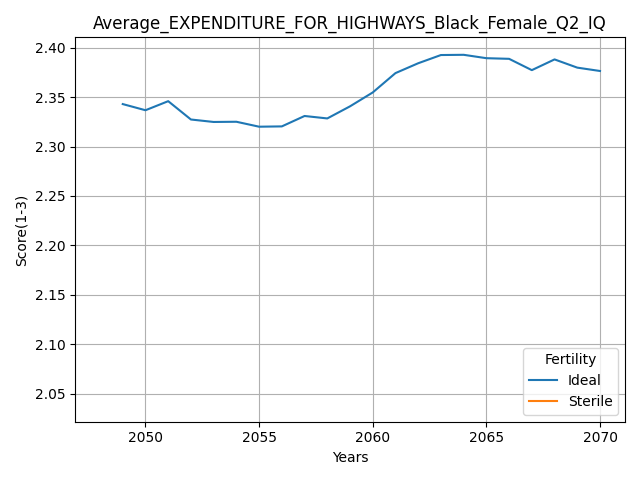 Average_EXPENDITURE_FOR_HIGHWAYS_Black_Female_Q2_IQ
2.40
2.35
2.30
2.25
2.20
2.15
2.10
2.05
Score(1-3)
Fertility
Ideal
Sterile
2050 2055 2060 2065 2070
Years